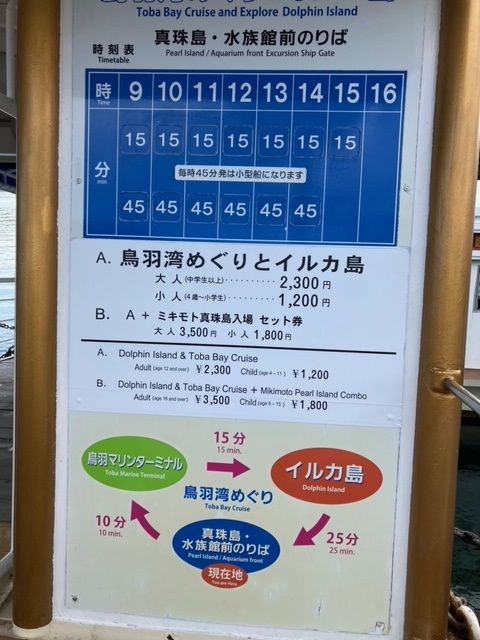 Toba Bay Cruise and Explore Dolphin Island
真珠島・水族館前のりば
時刻表 Pearl Island / Aquarium front Excursion Ship Gate
Timetable
時 9 10 11 12 13 14 15 16
Time
15 15 15 15 15 15 15
分 毎時45分発は小型船になります
min
45 45 45 45 45 45
A. 鳥羽湾めぐりとイルカ島
大人(中学生以上)・・・・・・・・・ 2,300円
小人(4歳〜小学生)・・・・・・・・・ 1,200円
B. A + ミキモト真珠島入場 セット券
大人 3,500円 小人 1,800円
A. Dolphin Island & Toba Bay Cruise
Adult (age 12 and over) ¥2,300 Child (age 4 – 11) ¥1,200
B. Dolphin Island & Toba Bay Cruise + Mikimoto Pearl Island Combo
Adult (age 16 and over) ¥3,500 Child (age 6 – 15) ¥1,800
15分
15 min.
鳥羽マリンターミナル
Toba Marine Terminal
イルカ島
Dolphin Island
鳥羽湾めぐり
Toba Bay Cruise
10分
10 min.
真珠島・
水族館前のりば
Pearl Island / Aquarium front
25分
25 min.
現在地
You are Here